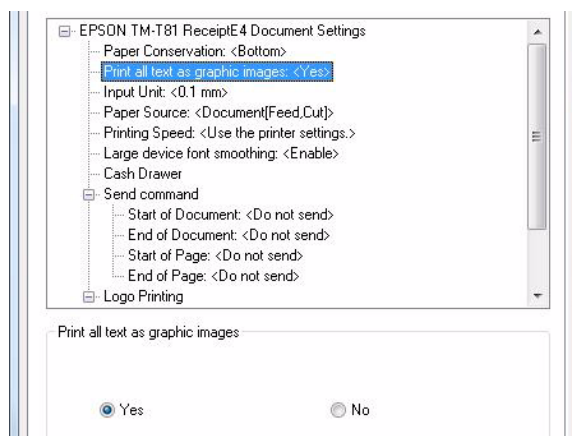 EPSON TM-T81 ReceiptE4 Document Settings
Paper Conservation: <Bottom>
Print all text as graphic images: <Yes>
Input Unit: <0.1 mm>
Paper Source: <Document[Feed,Cut]>
Printing Speed: <Use the printer settings.>
Large device font smoothing: <Enable>
Cash Drawer
Send command
Start of Document: <Do not send>
End of Document: <Do not send>
Start of Page: <Do not send>
End of Page: <Do not send>
Logo Printing
Print all text as graphic images
Yes No